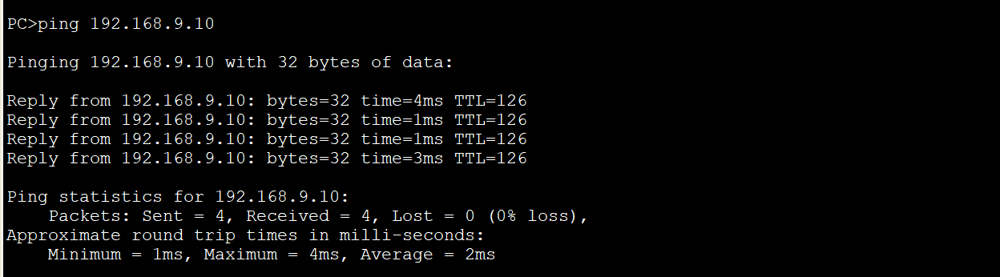 PC>ping 192.168.9.10
Pinging 192.168.9.10 with 32 bytes of data:
Reply from 192.168.9.10: bytes=32 time=4ms TTL=126
Reply from 192.168.9.10: bytes=32 time=1ms TTL=126
Reply from 192.168.9.10: bytes=32 time=1ms TTL=126
Reply from 192.168.9.10: bytes=32 time=3ms TTL=126
Ping statistics for 192.168.9.10:
    Packets: Sent = 4, Received = 4, Lost = 0 (0% loss),
Approximate round trip times in milli-seconds:
    Minimum = 1ms, Maximum = 4ms, Average = 2ms